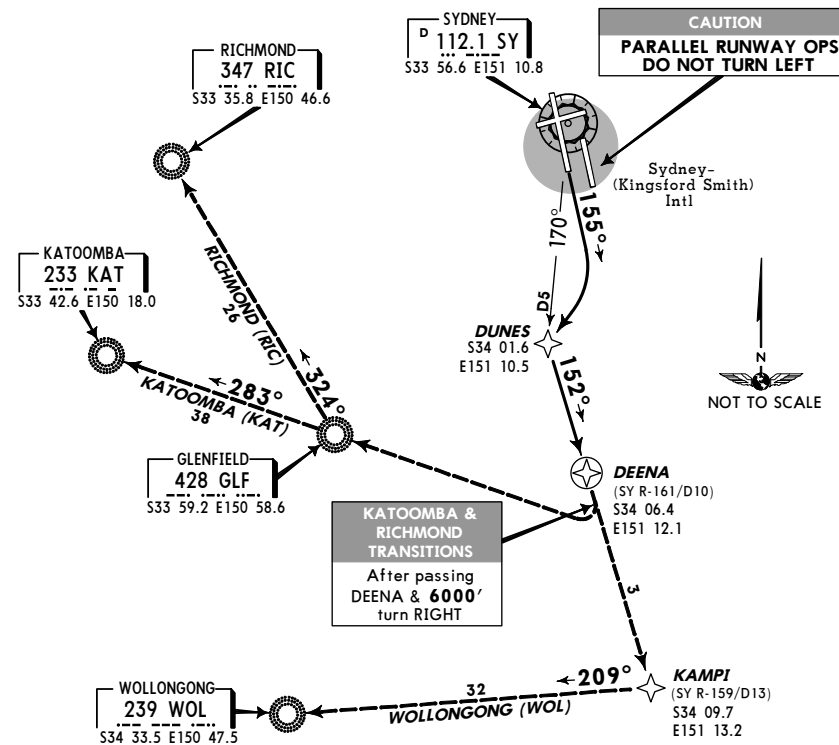 SYDNEY
D 112.1 SY
S33 56.6 E151 10.8
CAUTION
PARALLEL RUNWAY OPS
DO NOT TURN LEFT
RICHMOND
347 RIC
S33 35.8 E150 46.6
Sydney-
(Kingsford Smith)
Intl
155°
170°
D5
KATOOMBA
233 KAT
S33 42.6 E150 18.0
RICHMOND (RIC)
26
324°
DUNES
S34 01.6
E151 10.5
152°
N
NOT TO SCALE
283°
KATOOMBA (KAT)
38
GLENFIELD
428 GLF
S33 59.2 E150 58.6
DEENA
(SY R-161/D10)
S34 06.4
E151 12.1
KATOOMBA &
RICHMOND
TRANSITIONS
After passing
DEENA & 6000'
turn RIGHT
3
KAMPI
(SY R-159/D13)
S34 09.7
E151 13.2
209°
32
WOLLONGONG (WOL)
WOLLONGONG
239 WOL
S34 33.5 E150 47.5